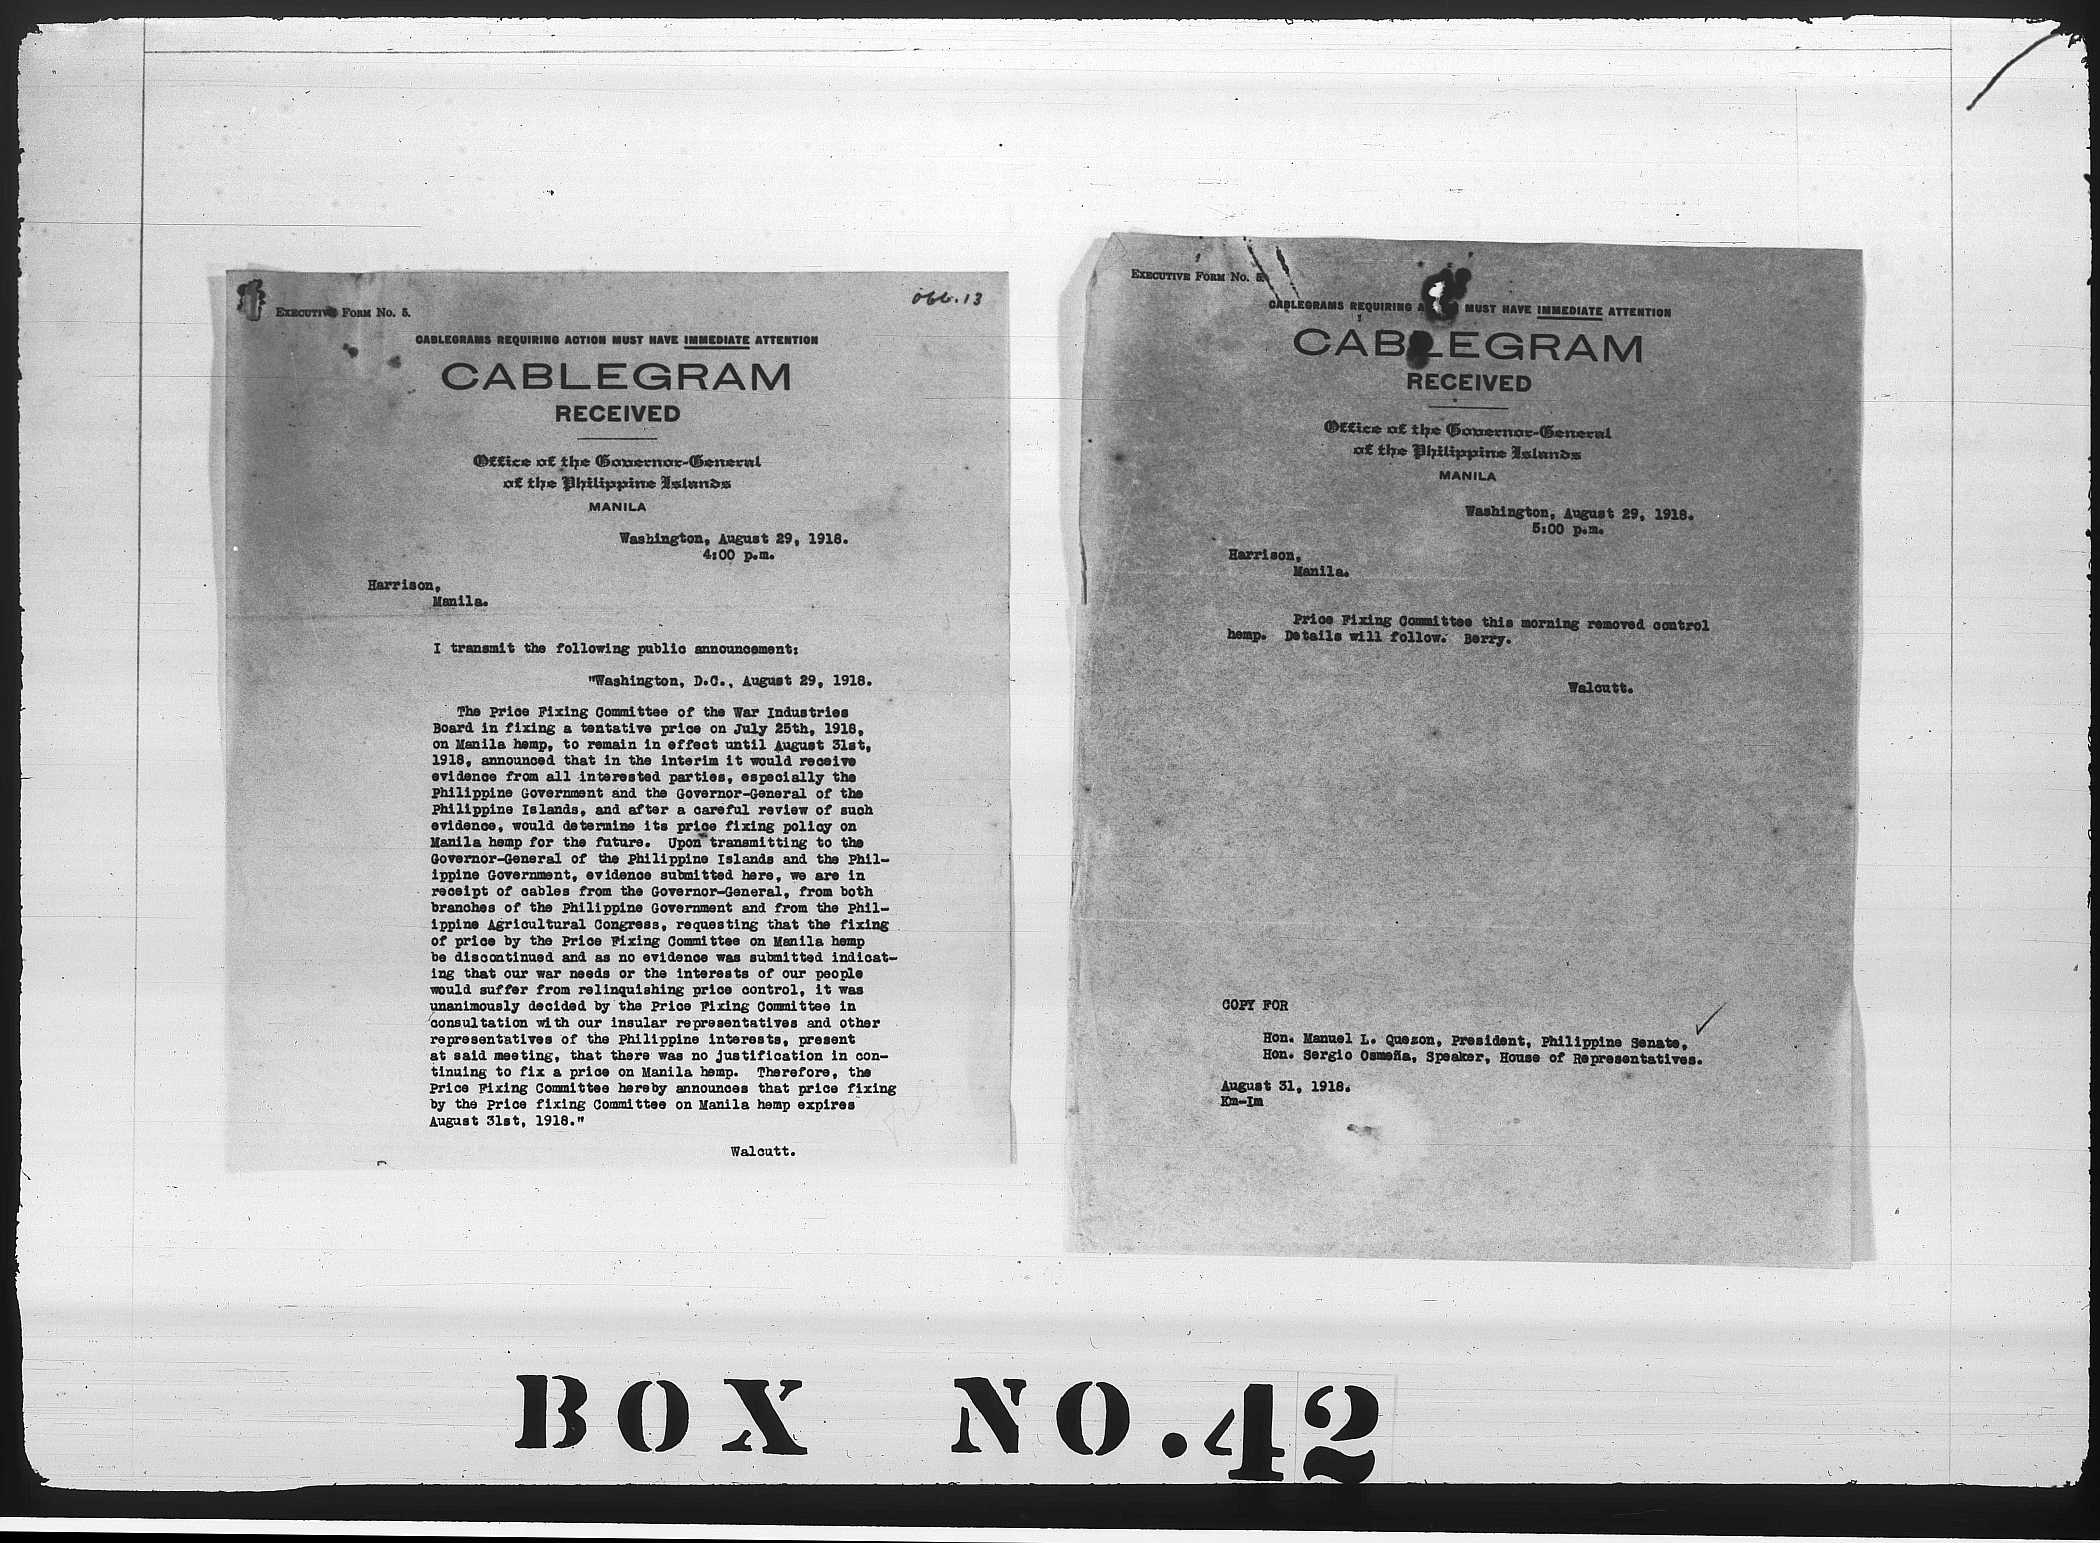 EXECUTIVE FORM No. 5.
CABLEGRAMS REQUIRING ACTION MUST HAVE IMMEDIATE ATTENTION
CABLEGRAM
RECEIVED
Office of the Governor-General
of the Philippine Islands
MANILA
Washington, August 29, 1918.
4:00 p.m.
Harrison,
Manila.
I transmit the following public announcement:
"Washington, D.C., August 29, 1918.
The Price Fixing Committee of the War Industries
Board in fixing a tentative price on July 25th, 1918,
on Manila hemp, to remain in effect until August 31st,
1918, announced that in the interim it would receive
evidence from all interested parties, especially the
Philippine Government and the Governor-General of the
Philippine Islands, and after a careful review of such
evidence, would determine its price fixing policy on
Manila hemp for the future. Upon transmitting to the
Governor-General of the Philippine Islands and the Phil-
ippine Government, evidence submitted here, we are in
receipt of cables from the Governor-General, from both
branches of the Philippine Government and from the Phil-
ippine Agricultural Congress, requesting that the fixing
of price by the Price Fixing Committee on Manila hemp
be discontinued and as no evidence was submitted indicat-
ing that our war needs or the interests of our people
would suffer from relinquishing price control, it was
unanimously decided by the Price Fixing Committee in
consultation with our insular representatives and other
representatives of the Philippine interests, present
at said meeting, that there was no justification in con-
tinuing to fix a price on Manila hemp. Therefore, the
Price Fixing Committee hereby announces that price fixing
by the Price fixing Committee on Manila hemp expires
August 31st, 1918."
Walcutt.
EXECUTIVE FORM No. 5.
CABLEGRAMS REQUIRING MUST HAVE IMMEDIATE ATTENTION
CABLEGRAM
RECEIVED
Office of the Governor-General
of the Philippine Islands
MANILA
Washington, August 29, 1918.
5:00 p.m.
Harrison,
Manila.
Price Fixing Committee this morning removed control
hemp. Details will follow. Berry.
Walcutt.
COPY FOR
Hon. Manuel L. Quezon, President, Philippine Senate,
Hon. Sergio Osmeña, Speaker, House of Representatives.
August 31, 1918.
Km-Im
BOX NO. 42